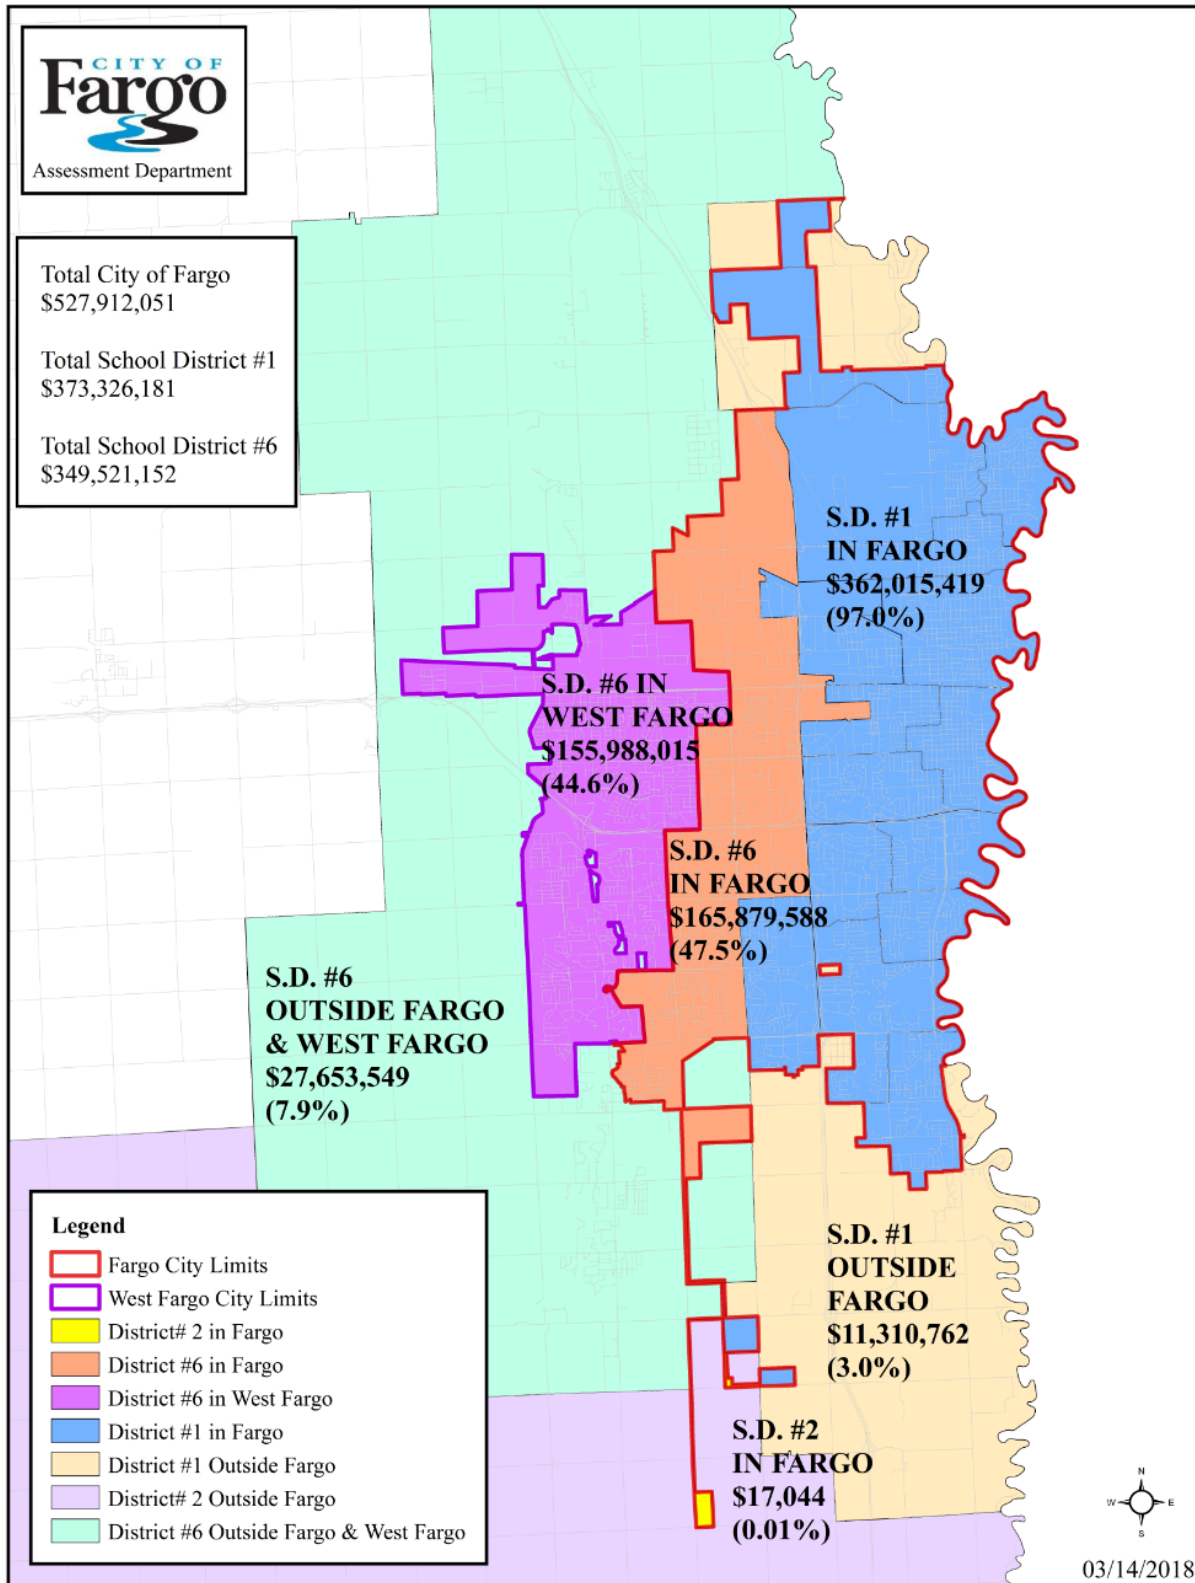 CITY OF
Fargo
Assessment Department
Total City of Fargo
$527,912,051
Total School District #1
$373,326,181
Total School District #6
$349,521,152
S.D. #1
IN FARGO
$362,015,419
(97.0%)
S.D. #6 IN
WEST FARGO
$155,988,015
(44.6%)
S.D. #6
IN FARGO
$165,879,588
(47.5%)
S.D. #6
OUTSIDE FARGO
& WEST FARGO
$27,653,549
(7.9%)
S.D. #1
OUTSIDE
FARGO
$11,310,762
(3.0%)
S.D. #2
IN FARGO
$17,044
(0.01%)
Legend
Fargo City Limits
West Fargo City Limits
District# 2 in Fargo
District #6 in Fargo
District #6 in West Fargo
District #1 in Fargo
District #1 Outside Fargo
District# 2 Outside Fargo
District #6 Outside Fargo & West Fargo
N
W E
S
03/14/2018